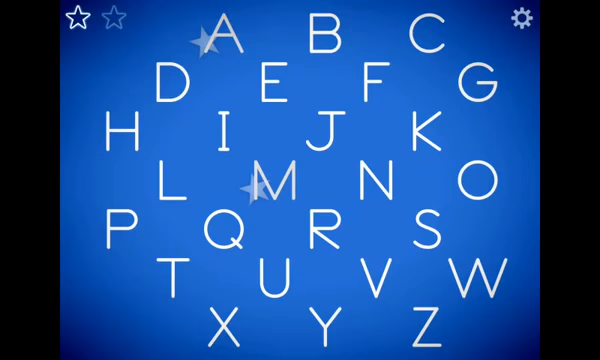 A B C
D E F G
H I J K
L M N O
P Q R S
T U V W
X Y Z